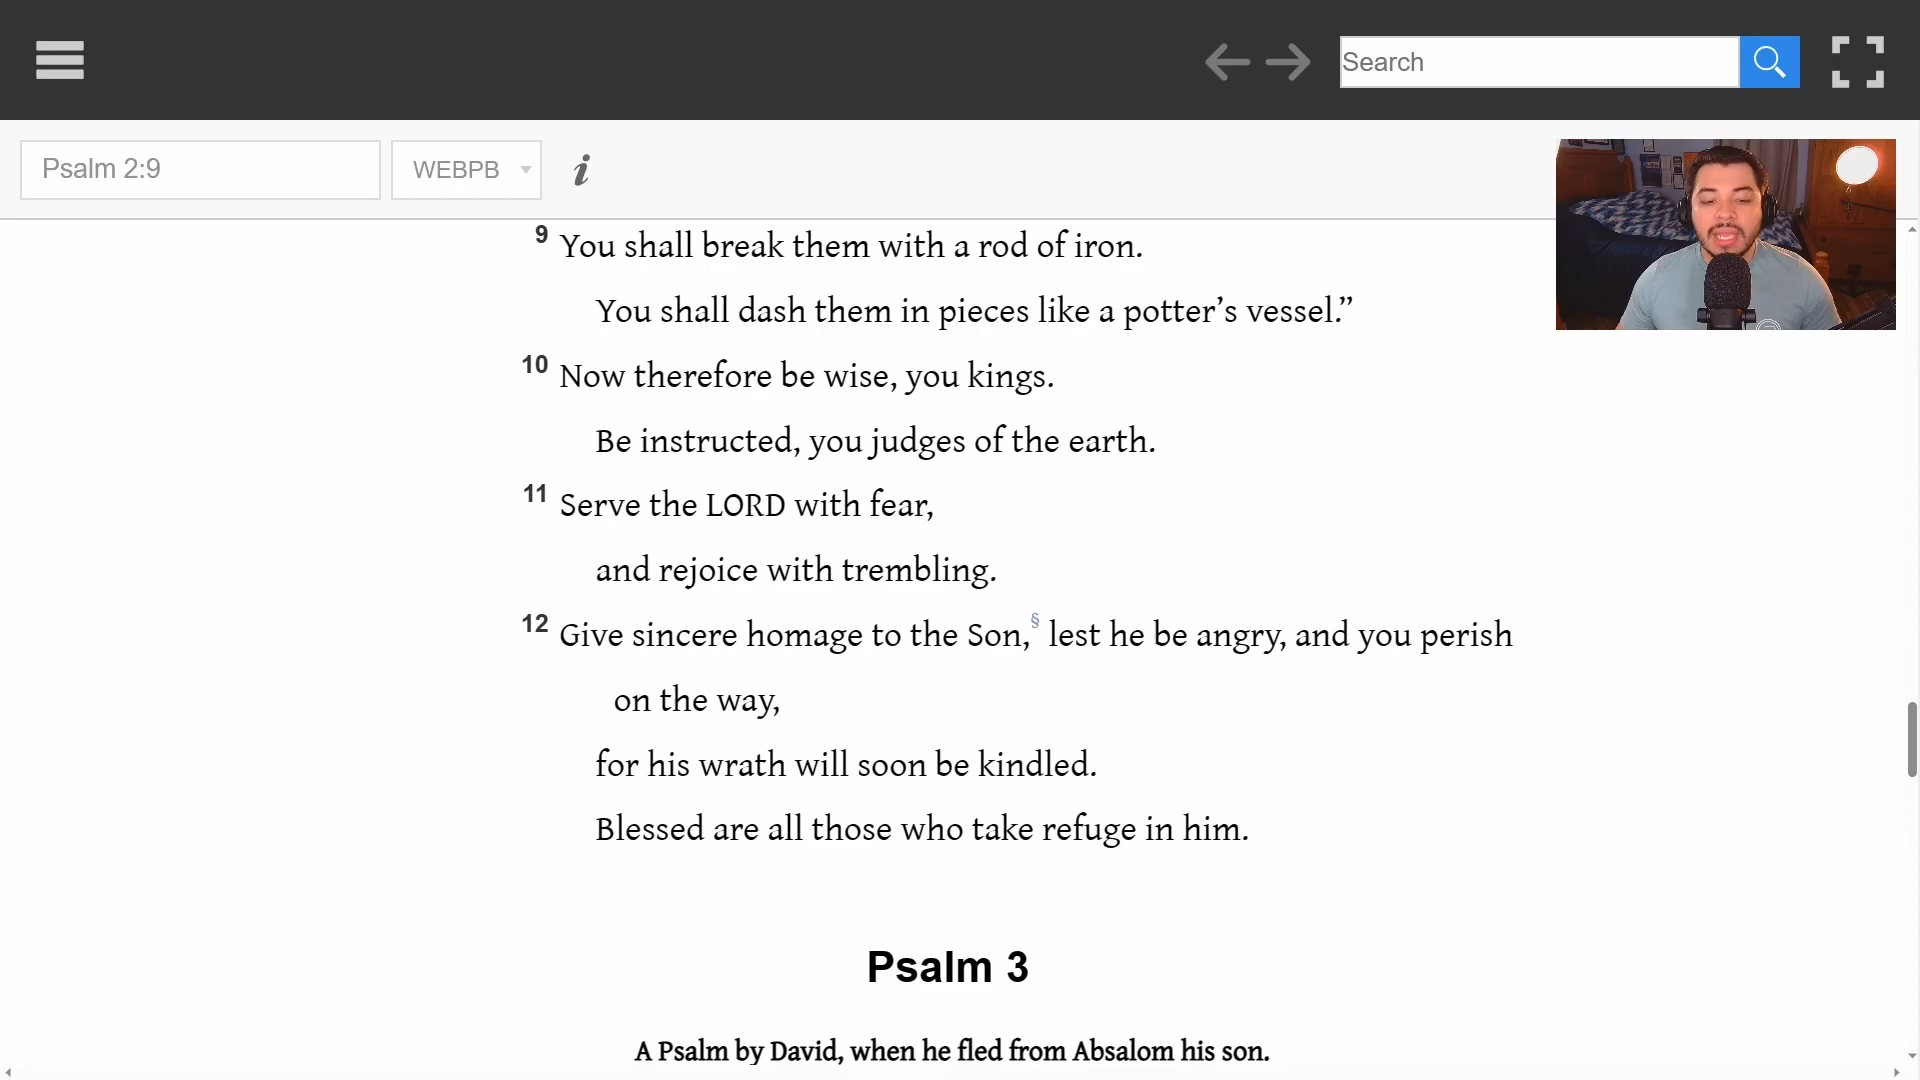 Search
Psalm 2:9
WEBPB
i
9 You shall break them with a rod of iron.
You shall dash them in pieces like a potter’s vessel.”
10 Now therefore be wise, you kings.
Be instructed, you judges of the earth.
11 Serve the LORD with fear,
and rejoice with trembling.
12 Give sincere homage to the Son,§ lest he be angry, and you perish
on the way,
for his wrath will soon be kindled.
Blessed are all those who take refuge in him.
Psalm 3
A Psalm by David, when he fled from Absalom his son.